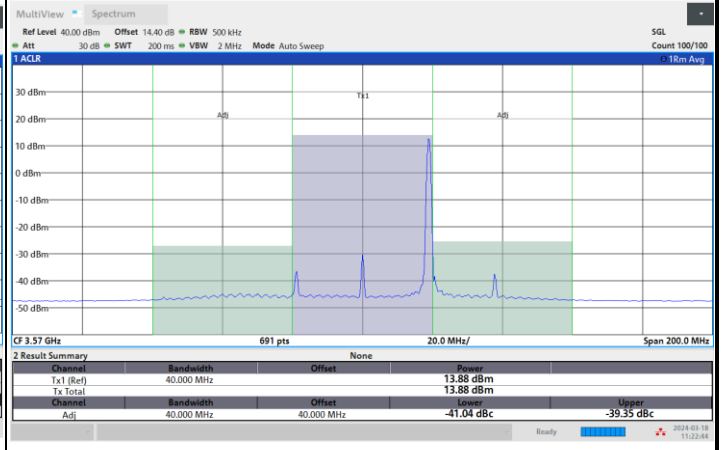 MultiView Spectrum
Ref Level 40.00 dBm Offset 14.40 dB RBW 500 kHz SGL
Att 30 dB SWT 200 ms VBW 2 MHz Mode Auto Sweep Count 100/100
1 ACLR 1Rm Avg
30 dBm
Tx1
20 dBm
Adj Adj
10 dBm
0 dBm
-10 dBm
-20 dBm
-30 dBm
-40 dBm
-50 dBm
CF 3.57 GHz 691 pts 20.0 MHz/ Span 200.0 MHz
2 Result Summary None
Channel Bandwidth Offset Power
Tx1 (Ref) 40.000 MHz 13.88 dBm
Tx Total 13.88 dBm
Channel Bandwidth Offset Lower Upper
Adj 40.000 MHz 40.000 MHz -41.04 dBc -39.35 dBc
Ready 2024-03-18
11:22:44